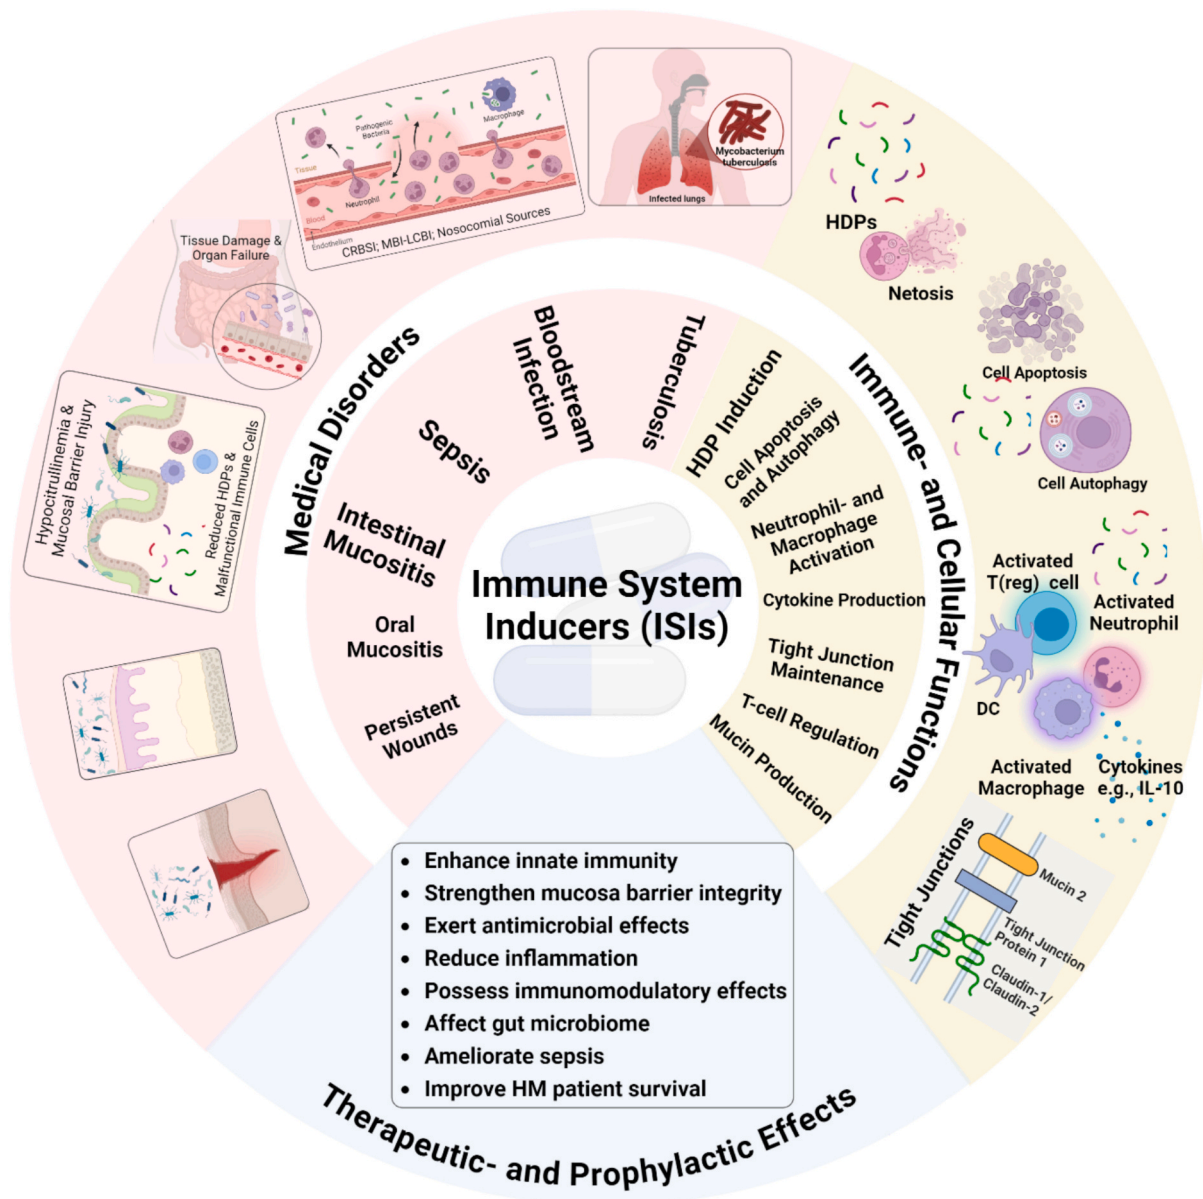 Immune System
Inducers (ISIs)
Medical Disorders
Tuberculosis
Bloodstream
Infection
Sepsis
Intestinal
Mucositis
Oral
Mucositis
Persistent
Wounds
Mycobacterium
tuberculosis
Infected lungs
Pathogenic
Bacteria
Macrophage
Tissue
Neutrophil
Blood
Endothelium
CRBSI; MBI-LCBI; Nosocomial Sources
Tissue Damage &
Organ Failure
Hypocitrullinemia &
Mucosal Barrier Injury
Reduced HDPs &
Malfunctional Immune Cells
Immune- and Cellular Functions
HDP Induction
Cell Apoptosis
and Autophagy
Neutrophil- and
Macrophage
Activation
Cytokine Production
Tight Junction
Maintenance
T-cell Regulation
Mucin Production
HDPs
Netosis
Cell Apoptosis
Cell Autophagy
Activated
T(reg) cell
Activated
Neutrophil
DC
Activated
Macrophage
Cytokines
e.g., IL-10
Tight Junctions
Mucin 2
Tight Junction
Protein 1
Claudin-1/
Claudin-2
• Enhance innate immunity
• Strengthen mucosa barrier integrity
• Exert antimicrobial effects
• Reduce inflammation
• Possess immunomodulatory effects
• Affect gut microbiome
• Ameliorate sepsis
• Improve HM patient survival
Therapeutic- and Prophylactic Effects